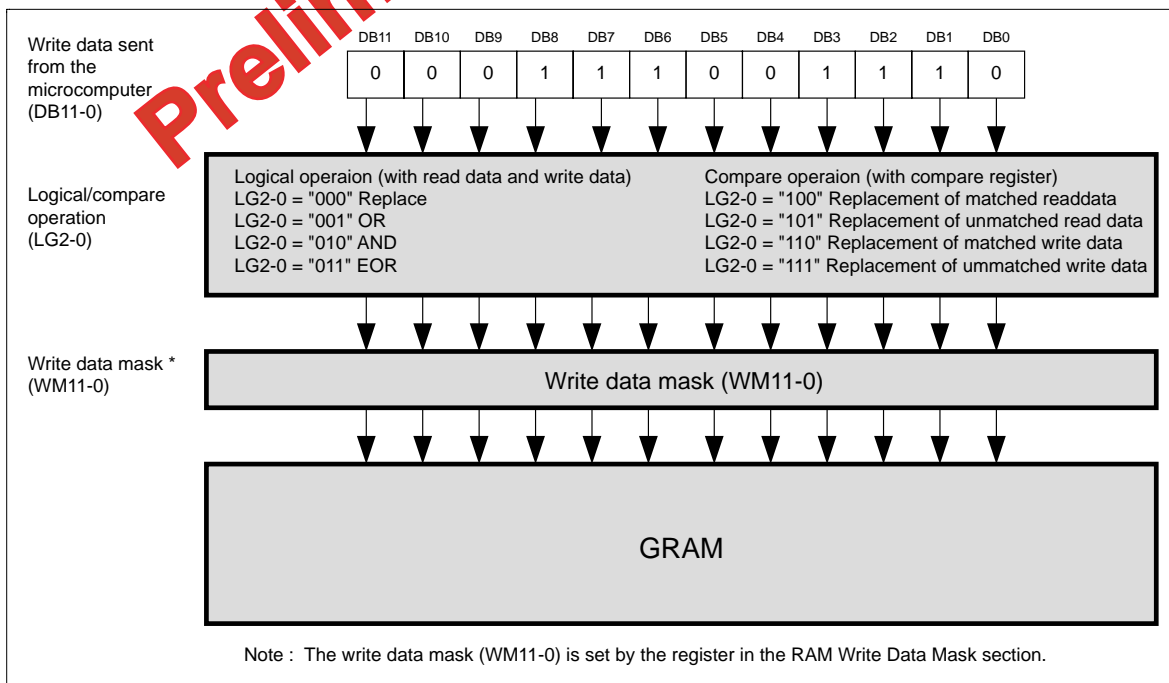 Prelim
Write data sent
from the
microcomputer
(DB11-0)
DB11 DB10 DB9 DB8 DB7 DB6 DB5 DB4 DB3 DB2 DB1 DB0
0 0 0 1 1 1 0 0 1 1 1 0
Logical/compare
operation
(LG2-0)
Logical operaion (with read data and write data)
LG2-0 = "000" Replace
LG2-0 = "001" OR
LG2-0 = "010" AND
LG2-0 = "011" EOR
Compare operaion (with compare register)
LG2-0 = "100" Replacement of matched readdata
LG2-0 = "101" Replacement of unmatched read data
LG2-0 = "110" Replacement of matched write data
LG2-0 = "111" Replacement of ummatched write data
Write data mask *
(WM11-0)
Write data mask (WM11-0)
GRAM
Note : The write data mask (WM11-0) is set by the register in the RAM Write Data Mask section.